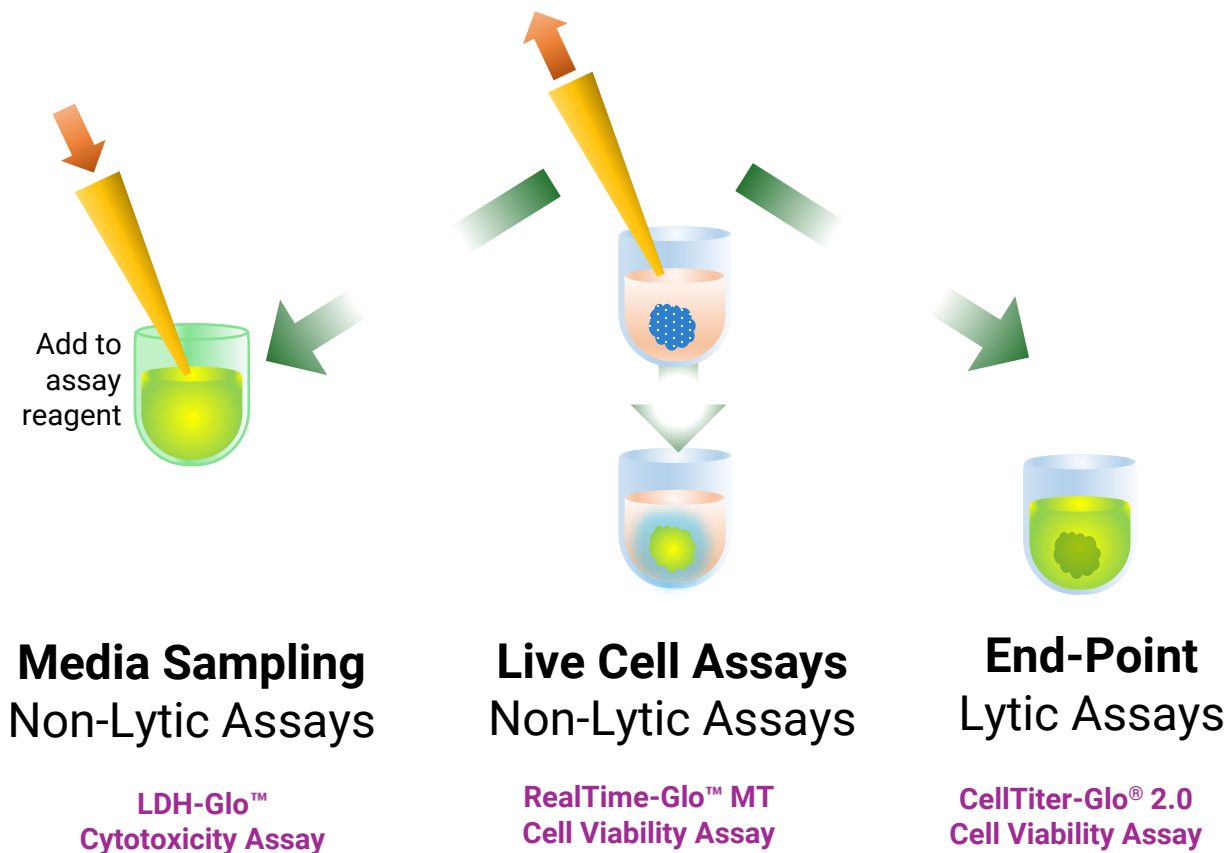 Add to
assay
reagent
Media Sampling
Non-Lytic Assays
LDH-Glo™
Cytotoxicity Assay
Live Cell Assays
Non-Lytic Assays
RealTime-Glo™ MT
Cell Viability Assay
End-Point
Lytic Assays
CellTiter-Glo® 2.0
Cell Viability Assay